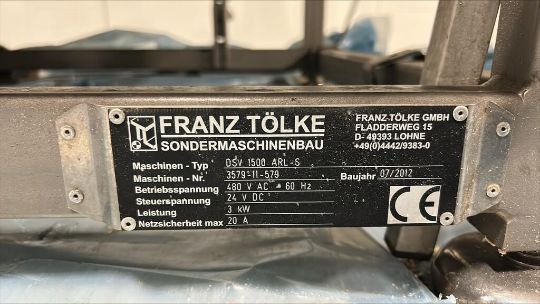 FRANZ TÖLKE
SONDERMASCHINENBAU
FRANZ TÖLKE GMBH
FLADDERWEG 15
D- 49393 LOHNE
+49(0)4442/9383-0
Maschinen - Typ DSV 1500 ARL-S
Maschinen - Nr. 3579-11-579
Baujahr 07/2012
Betriebsspannung 480 V AC - 60 Hz
Steuerspannung 24 V DC
Leistung 3 kW
Netzsicherheit max 20 A
CE